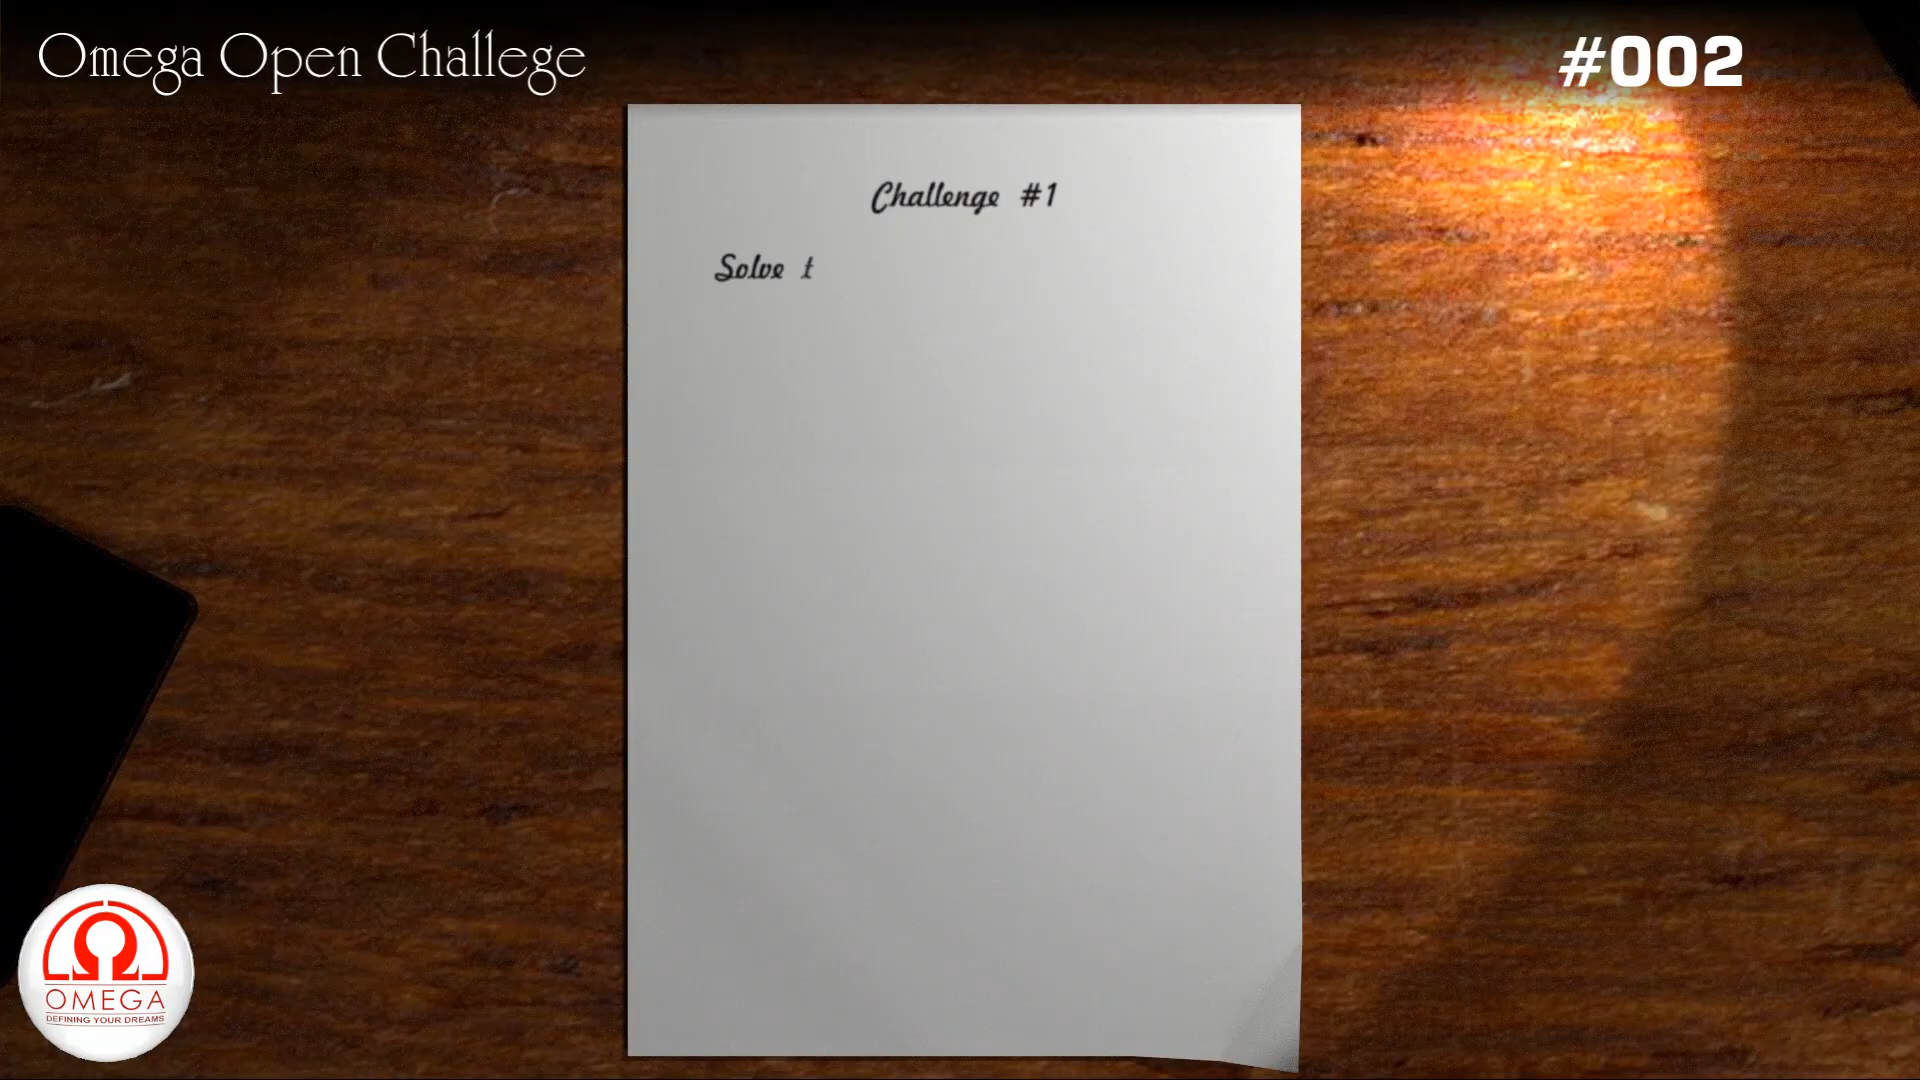 Omega Open Challege
#002
Challenge #1
Solve t
OMEGA
DEFINING YOUR DREAMS